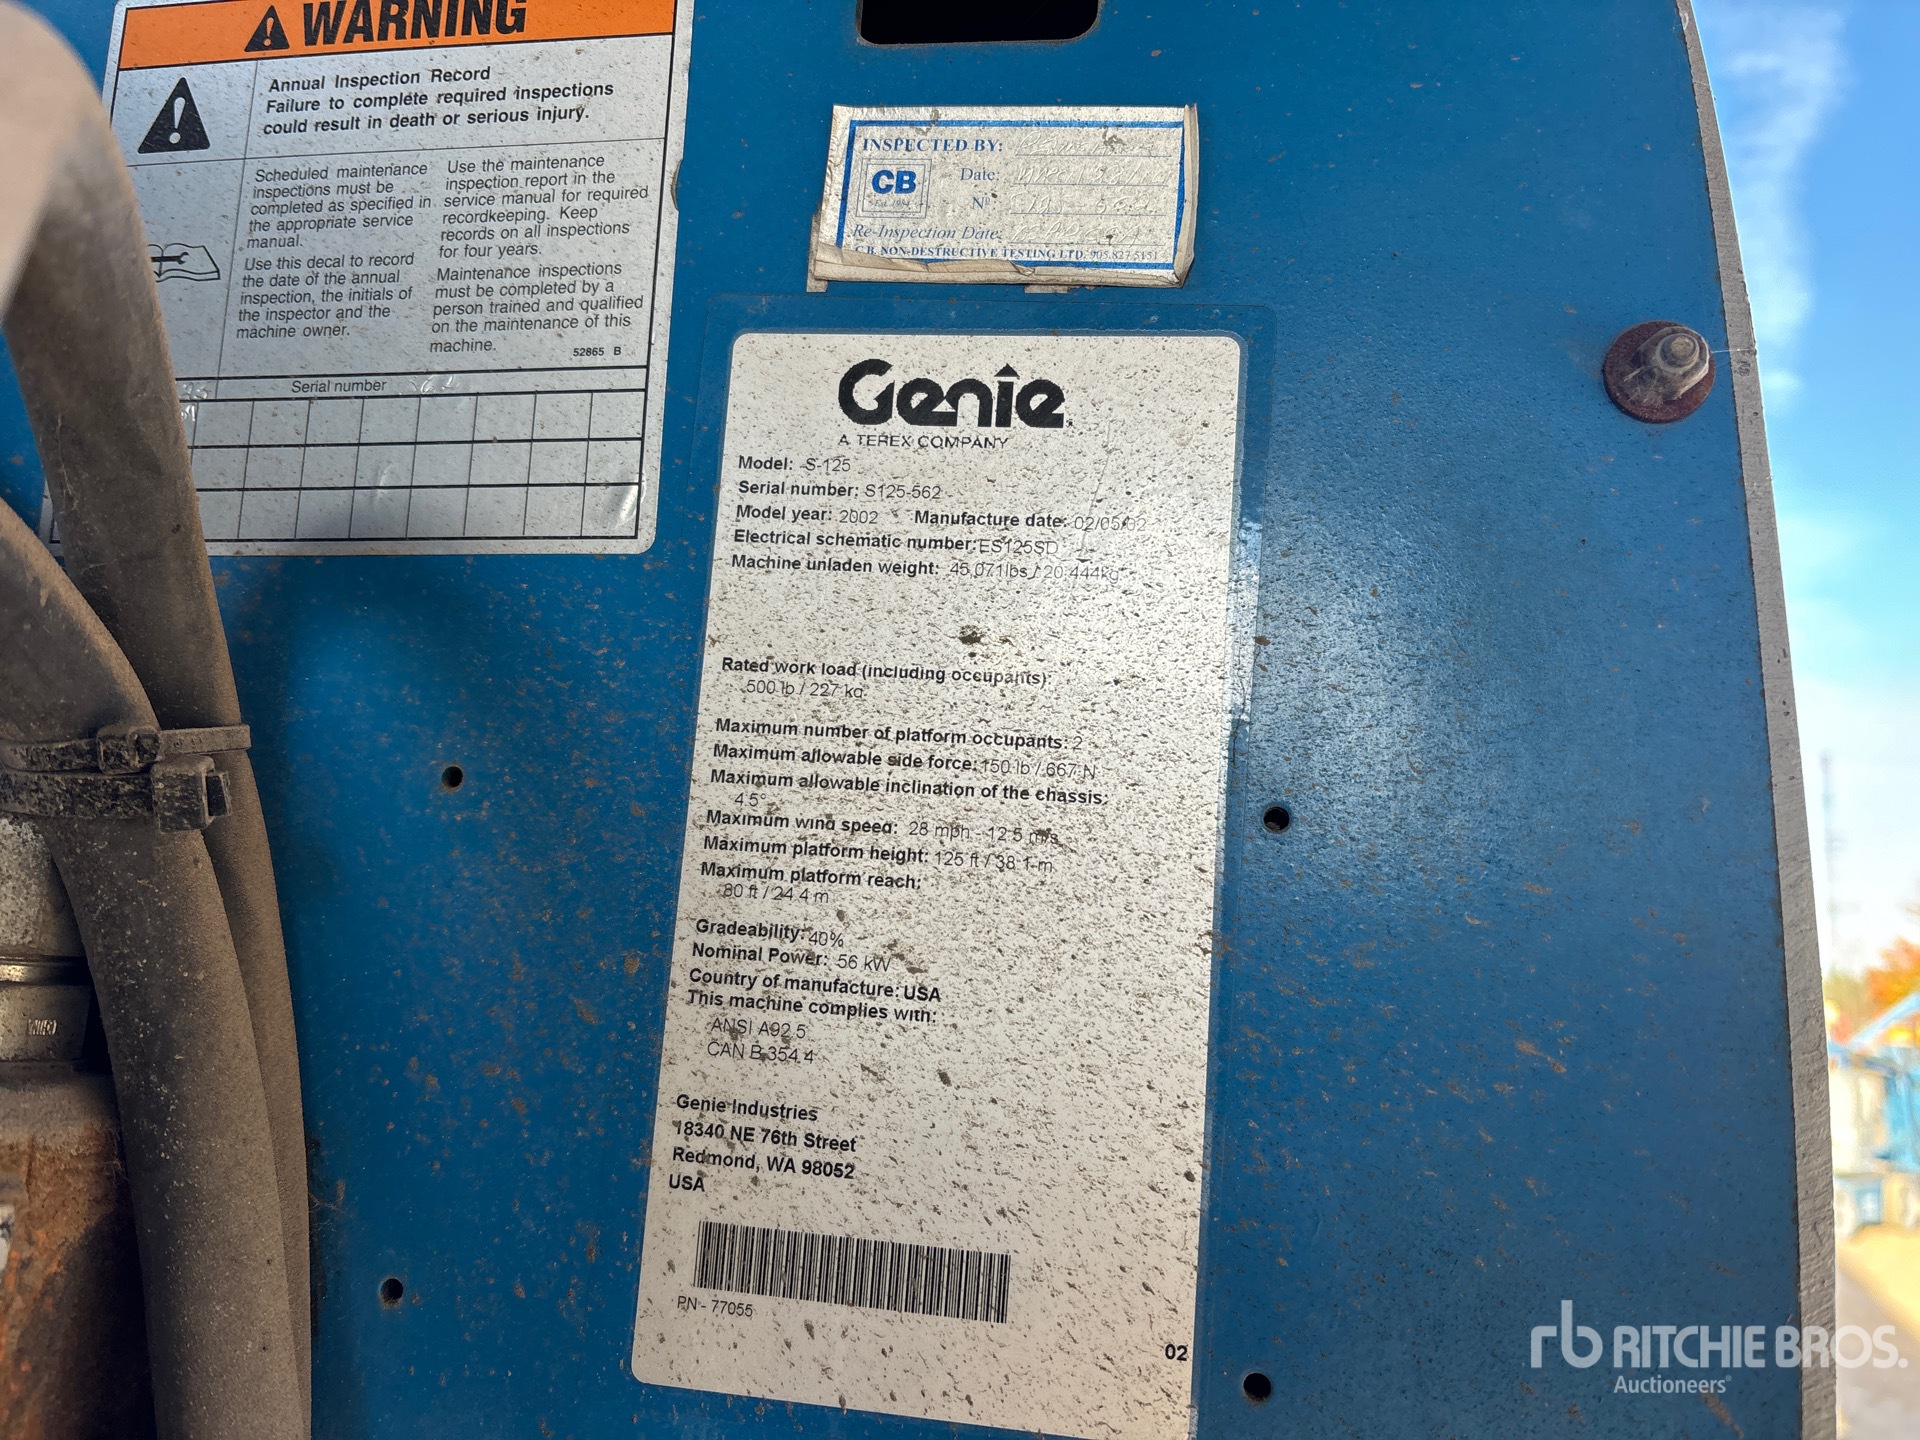 WARNING
Annual Inspection Record
Failure to complete required inspections
could result in death or serious injury.
Scheduled maintenance
inspections must be
completed as specified in
the appropriate service
manual.
Use this decal to record
the date of the annual
inspection, the initials of
the inspector and the
machine owner.
Use the maintenance
inspection report in the
service manual for required
recordkeeping. Keep
records on all inspections
for four years.
Maintenance inspections
must be completed by a
person trained and qualified
on the maintenance of this
machine.
52865 B
Serial number
INSPECTED BY:
CB
Est. 1984
Date:
Nº
Re-Inspection Date:
C.B. NON-DESTRUCTIVE TESTING LTD. 905.827.5151
Genie
A TEREX COMPANY
Model: S-125
Serial number: S125-562
Model year: 2002 Manufacture date: 02/05/02
Electrical schematic number: ES125SD
Machine unladen weight: 45,071lbs / 20,444kg
Rated work load (including occupants):
500 lb / 227 kg
Maximum number of platform occupants: 2
Maximum allowable side force: 150 lb / 667 N
Maximum allowable inclination of the chassis:
4.5°
Maximum wind speed: 28 mph - 12.5 m/s
Maximum platform height: 125 ft / 38.1 m
Maximum platform reach:
80 ft / 24.4 m
Gradeability: 40%
Nominal Power: 56 kW
Country of manufacture: USA
This machine complies with:
ANSI A92.5
CAN B.354.4
Genie Industries
18340 NE 76th Street
Redmond, WA 98052
USA
PN - 77055
02
rb RITCHIE BROS.
Auctioneers